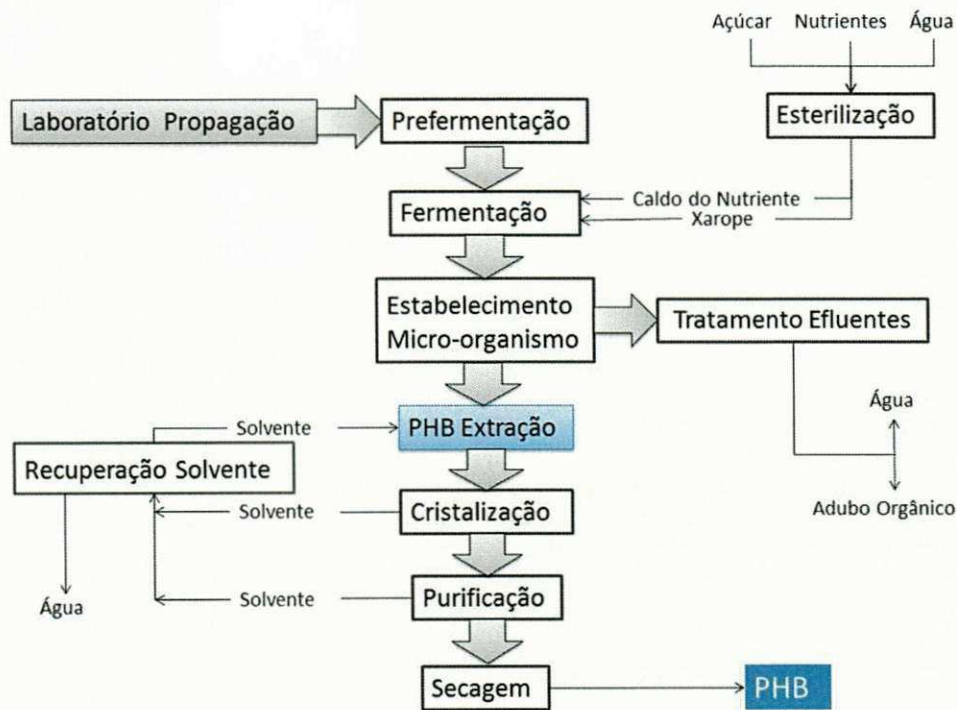 Açúcar Nutrientes Água
Laboratório Propagação
Prefermentação
Esterilização
Caldo do Nutriente
Xarope
Fermentação
Estabelecimento
Micro-organismo
Tratamento Efluentes
Água
Adubo Orgânico
Solvente
PHB Extração
Recuperação Solvente
Solvente
Cristalização
Água
Solvente
Purificação
Secagem
PHB